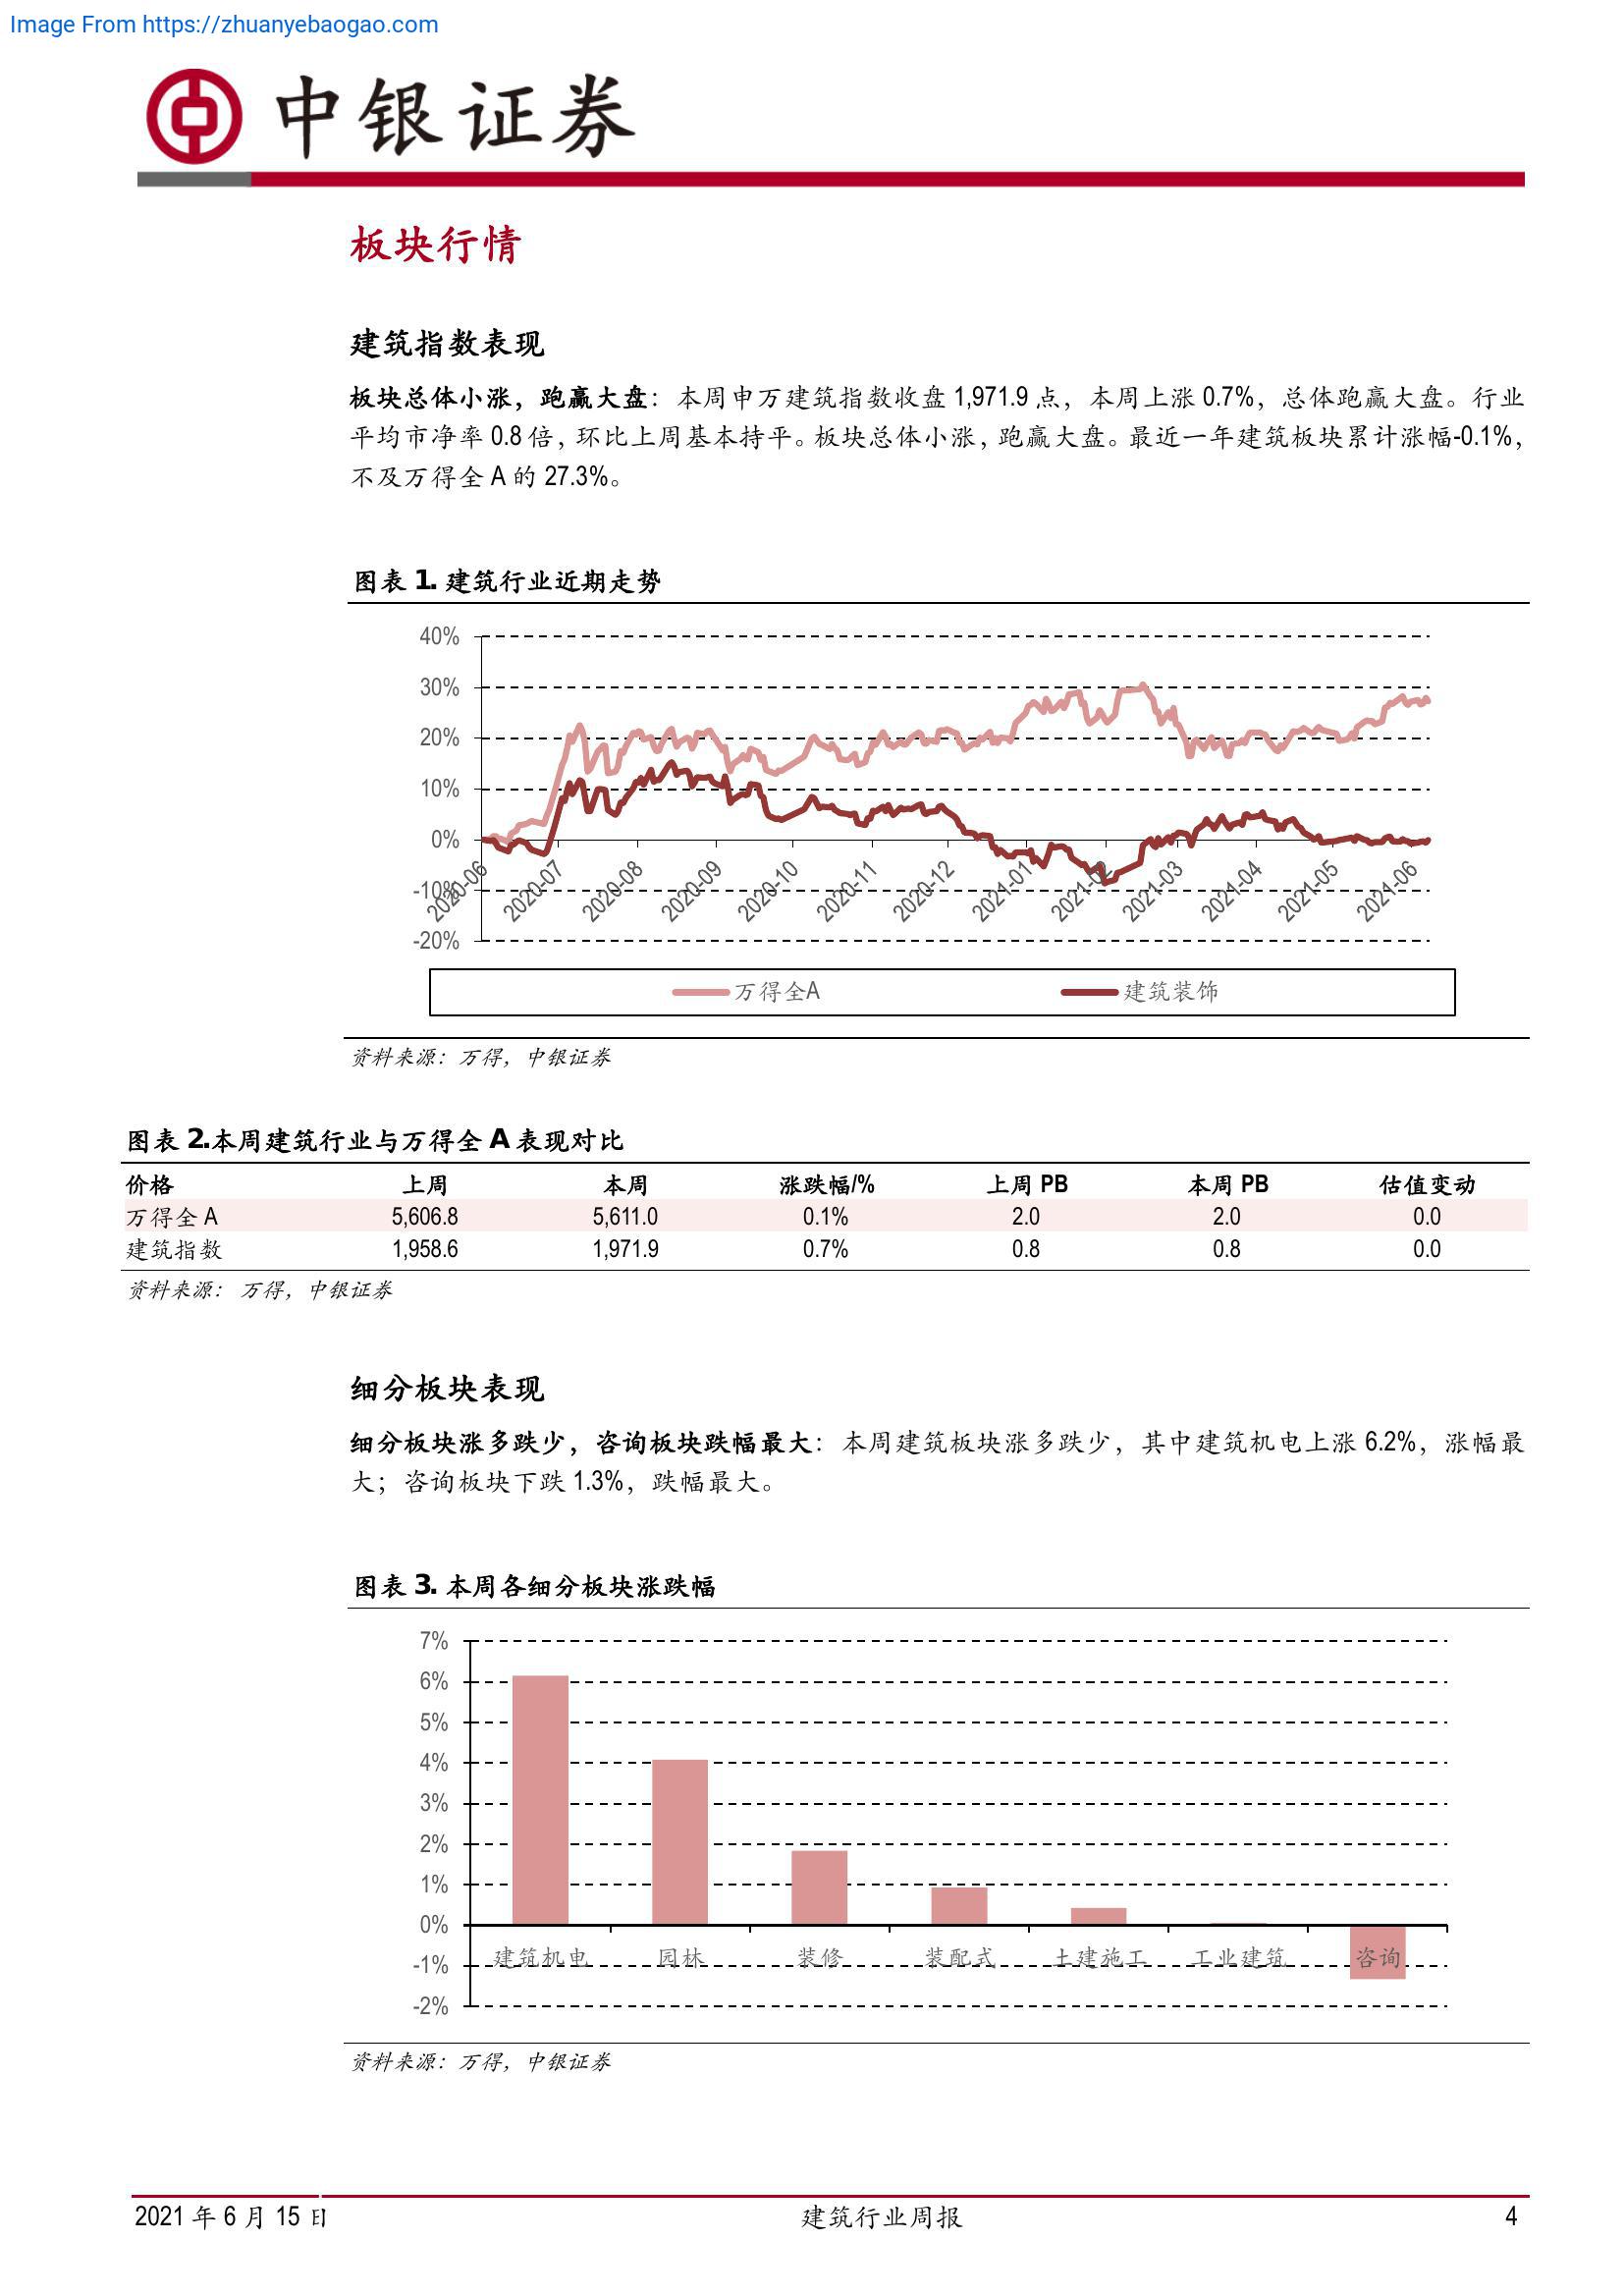 Image From https://zhuanyebaogao.com
中银证券
板块行情
建筑指数表现
板块总体小涨，跑赢大盘：本周申万建筑指数收盘 1,971.9 点，本周上涨 0.7%，总体跑赢大盘。行业
平均市净率 0.8 倍，环比上周基本持平。板块总体小涨，跑赢大盘。最近一年建筑板块累计涨幅-0.1%，
不及万得全 A 的 27.3%。
图表 1. 建筑行业近期走势
40%
30%
20%
10%
0%
-10%
-20%
2020-06 2020-07 2020-08 2020-09 2020-10 2020-11 2020-12 2021-01 2021-02 2021-03 2021-04 2021-05 2021-06
万得全A 建筑装饰
资料来源：万得，中银证券
图表 2.本周建筑行业与万得全 A 表现对比
价格 上周 本周 涨跌幅/% 上周 PB 本周 PB 估值变动
万得全 A 5,606.8 5,611.0 0.1% 2.0 2.0 0.0
建筑指数 1,958.6 1,971.9 0.7% 0.8 0.8 0.0
资料来源： 万得，中银证券
细分板块表现
细分板块涨多跌少，咨询板块跌幅最大：本周建筑板块涨多跌少，其中建筑机电上涨 6.2%，涨幅最
大；咨询板块下跌 1.3%，跌幅最大。
图表 3. 本周各细分板块涨跌幅
7%
6%
5%
4%
3%
2%
1%
0%
-1%
-2%
建筑机电 园林 装修 装配式 土建施工 工业建筑 咨询
资料来源：万得，中银证券
2021 年 6 月 15 日 建筑行业周报 4